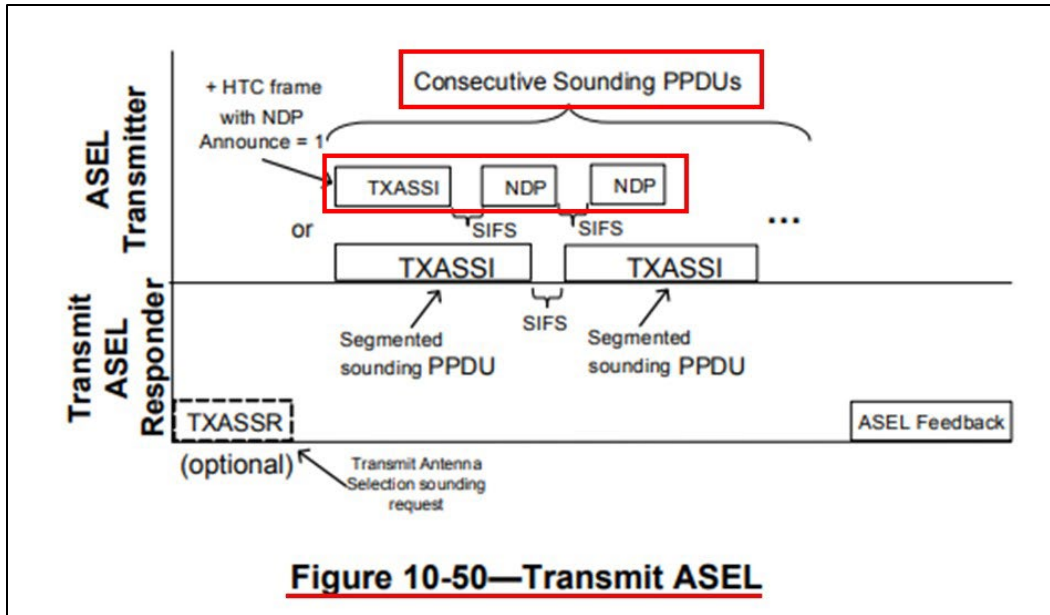 Consecutive Sounding PPDUs
+ HTC frame
with NDP
Announce = 1
ASEL
Transmitter
TXASSI
NDP
NDP
SIFS
SIFS
...
or
TXASSI
TXASSI
SIFS
Segmented
sounding PPDU
Segmented
sounding PPDU
Transmit
ASEL
Responder
TXASSR
(optional)
Transmit Antenna
Selection sounding
request
ASEL Feedback
Figure 10-50—Transmit ASEL